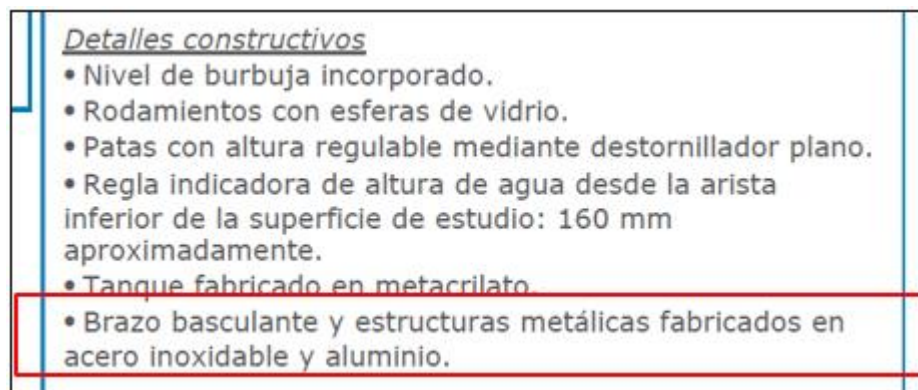 Detalles constructivos
• Nivel de burbuja incorporado.
• Rodamientos con esferas de vidrio.
• Patas con altura regulable mediante destornillador plano.
• Regla indicadora de altura de agua desde la arista
inferior de la superficie de estudio: 160 mm
aproximadamente.
• Tanque fabricado en metacrilato.
• Brazo basculante y estructuras metálicas fabricados en
acero inoxidable y aluminio.